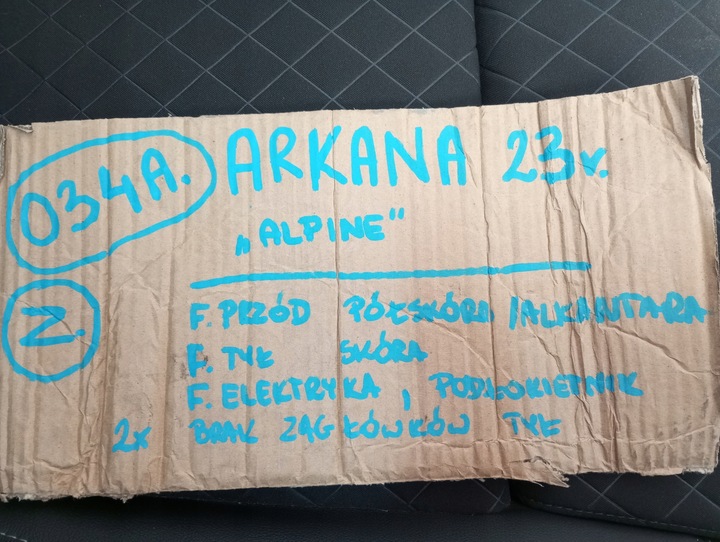 034A. ARKANA 23r.
„ALPINE"
N.
F. PRZÓD PÓŁSKÓRA / ALKANTARA
F. TYŁ SKÓRA
F. ELEKTRYKA, PODŁOKIETNIK
2x BRAK ZAGŁÓWKÓW TYŁ